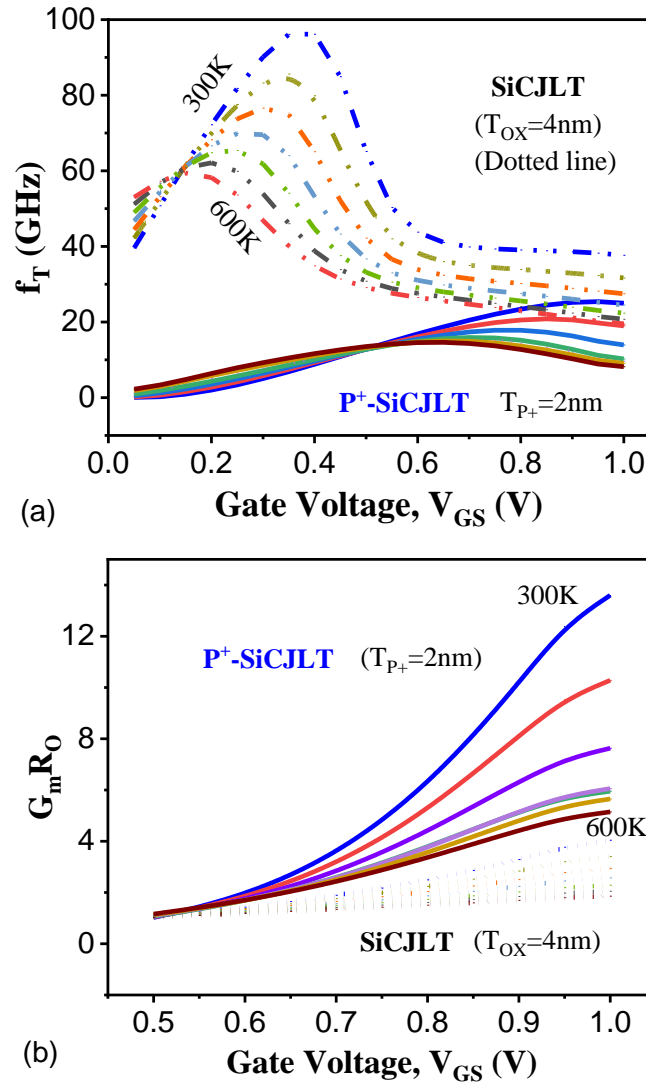 100
80
60
40
20
0
f_T (GHz)
300K
600K
SiCJLT
(T_OX=4nm)
(Dotted line)
P⁺-SiCJLT T_P+=2nm
0.0 0.2 0.4 0.6 0.8 1.0
Gate Voltage, V_GS (V)
(a)
12
8
4
0
G_mR_O
300K
P⁺-SiCJLT (T_P+=2nm)
600K
SiCJLT (T_OX=4nm)
0.5 0.6 0.7 0.8 0.9 1.0
Gate Voltage, V_GS (V)
(b)